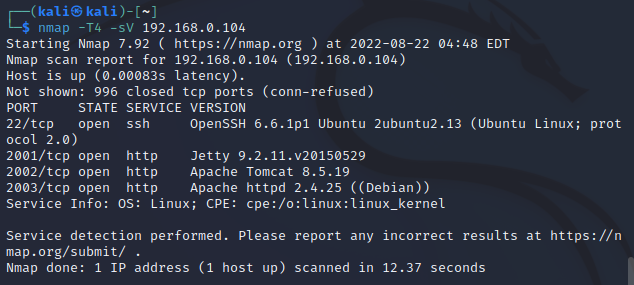 ┌──(kali㉿kali)-[~]
└─$ nmap -T4 -sV 192.168.0.104
Starting Nmap 7.92 ( https://nmap.org ) at 2022-08-22 04:48 EDT
Nmap scan report for 192.168.0.104 (192.168.0.104)
Host is up (0.00083s latency).
Not shown: 996 closed tcp ports (conn-refused)
PORT     STATE SERVICE VERSION
22/tcp   open  ssh     OpenSSH 6.6.1p1 Ubuntu 2ubuntu2.13 (Ubuntu Linux; prot
ocol 2.0)
2001/tcp open  http    Jetty 9.2.11.v20150529
2002/tcp open  http    Apache Tomcat 8.5.19
2003/tcp open  http    Apache httpd 2.4.25 ((Debian))
Service Info: OS: Linux; CPE: cpe:/o:linux:linux_kernel

Service detection performed. Please report any incorrect results at https://n
map.org/submit/ .
Nmap done: 1 IP address (1 host up) scanned in 12.37 seconds